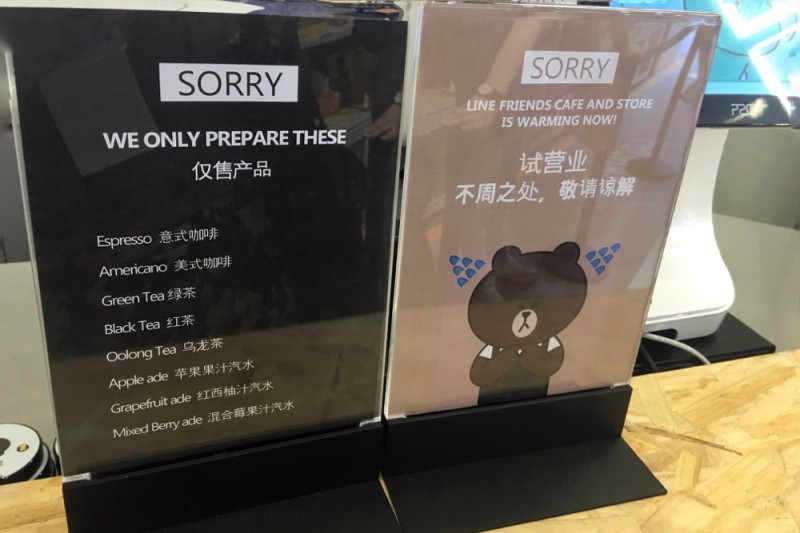 SORRY
WE ONLY PREPARE THESE
仅售产品
Espresso 意式咖啡
Americano 美式咖啡
Green Tea 绿茶
Black Tea 红茶
Oolong Tea 乌龙茶
Apple ade 苹果果汁汽水
Grapefruit ade 红西柚汁汽水
Mixed Berry ade 混合莓果汁汽水
SORRY
LINE FRIENDS CAFE AND STORE
IS WARMING NOW!
试营业
不周之处，敬请谅解